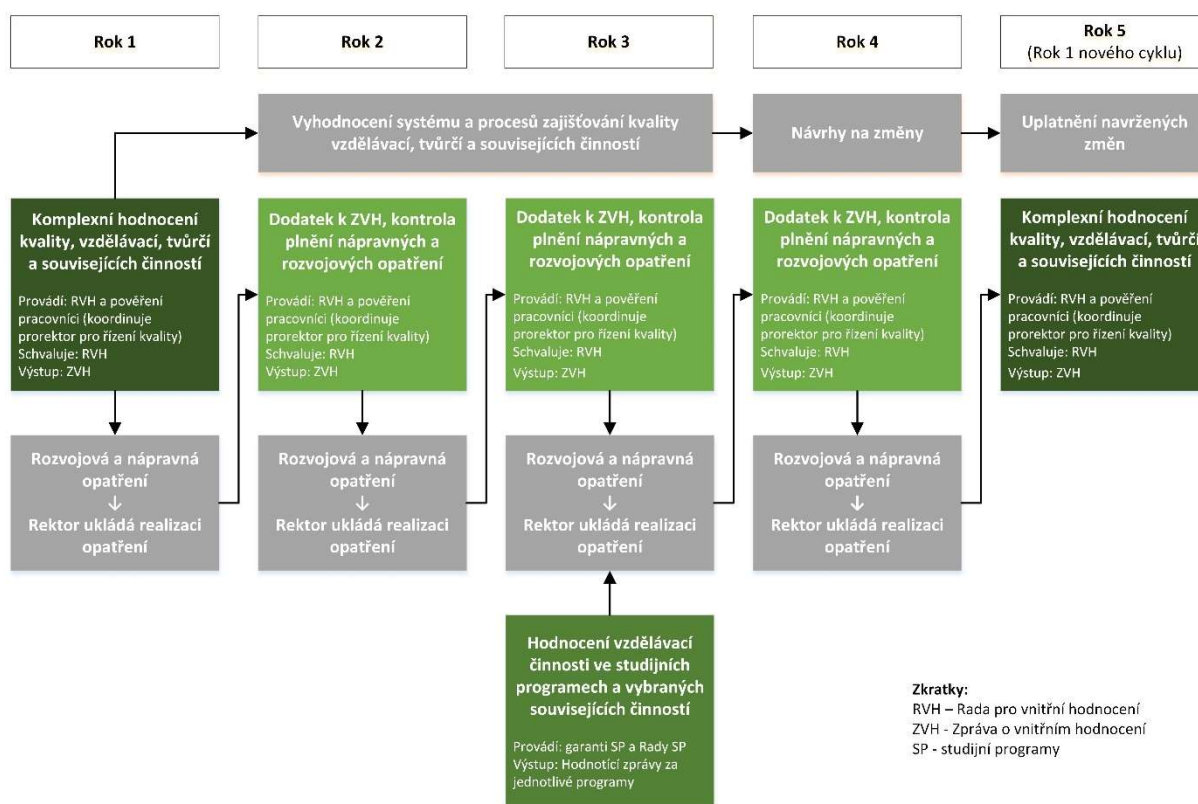 Rok 1
Rok 2
Rok 3
Rok 4
Rok 5
(Rok 1 nového cyklu)
Vyhodnocení systému a procesů zajišťování kvality
vzdělávací, tvůrčí a souvisejících činností
Návrhy na změny
Uplatnění navržených
změn
Komplexní hodnocení
kvality, vzdělávací, tvůrčí
a souvisejících činností
Provádí: RVH a pověření
pracovníci (koordinuje
prorektor pro řízení kvality)
Schvaluje: RVH
Výstup: ZVH
Dodatek k ZVH, kontrola
plnění nápravných a
rozvojových opatření
Provádí: RVH a pověření
pracovníci (koordinuje
prorektor pro řízení kvality)
Schvaluje: RVH
Výstup: ZVH
Dodatek k ZVH, kontrola
plnění nápravných a
rozvojových opatření
Provádí: RVH a pověření
pracovníci (koordinuje
prorektor pro řízení kvality)
Schvaluje: RVH
Výstup: ZVH
Dodatek k ZVH, kontrola
plnění nápravných a
rozvojových opatření
Provádí: RVH a pověření
pracovníci (koordinuje
prorektor pro řízení kvality)
Schvaluje: RVH
Výstup: ZVH
Komplexní hodnocení
kvality, vzdělávací, tvůrčí
a souvisejících činností
Provádí: RVH a pověření
pracovníci (koordinuje
prorektor pro řízení kvality)
Schvaluje: RVH
Výstup: ZVH
Rozvojová a nápravná
opatření
↓
Rektor ukládá realizaci
opatření
Rozvojová a nápravná
opatření
↓
Rektor ukládá realizaci
opatření
Rozvojová a nápravná
opatření
↓
Rektor ukládá realizaci
opatření
Rozvojová a nápravná
opatření
↓
Rektor ukládá realizaci
opatření
Hodnocení vzdělávací
činnosti ve studijních
programech a vybraných
souvisejících činností
Provádí: garanti SP a Rady SP
Výstup: Hodnotící zprávy za
jednotlivé programy
Zkratky:
RVH – Rada pro vnitřní hodnocení
ZVH - Zpráva o vnitřním hodnocení
SP - studijní programy